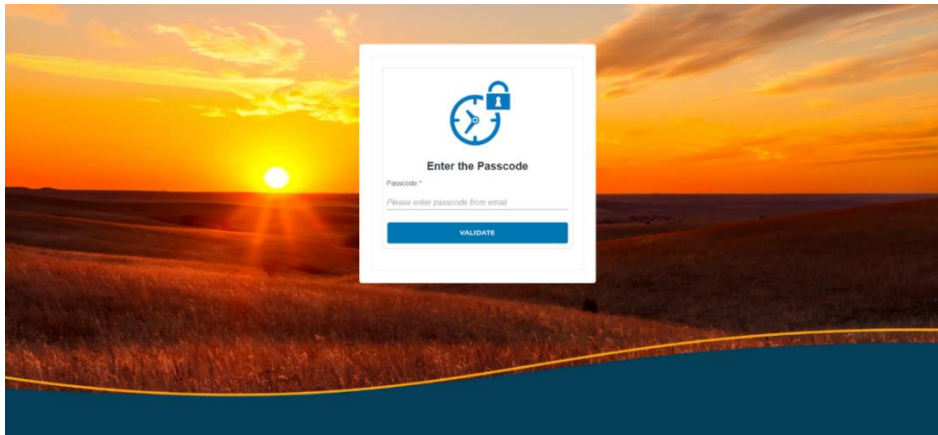 Enter the Passcode
Passcode *
Please enter passcode from email
VALIDATE